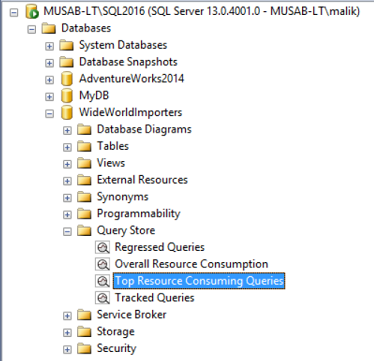 MUSAB-LT\SQL2016 (SQL Server 13.0.4001.0 - MUSAB-LT\malik)
Databases
System Databases
Database Snapshots
AdventureWorks2014
MyDB
WideWorldImporters
Database Diagrams
Tables
Views
External Resources
Synonyms
Programmability
Query Store
Regressed Queries
Overall Resource Consumption
Top Resource Consuming Queries
Tracked Queries
Service Broker
Storage
Security